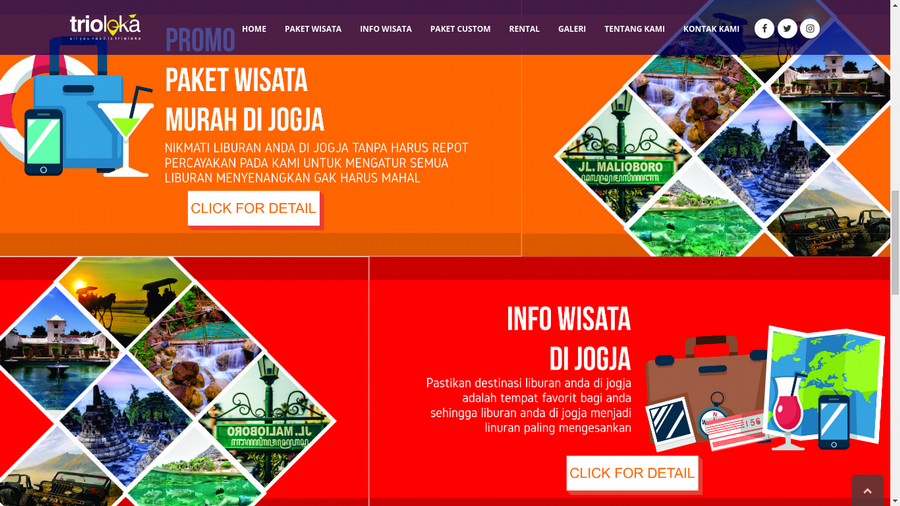 trioloka
HOME PAKET WISATA INFO WISATA PAKET CUSTOM RENTAL GALERI TENTANG KAMI KONTAK KAMI
PROMO
PAKET WISATA
MURAH DI JOGJA
NIKMATI LIBURAN ANDA DI JOGJA TANPA HARUS REPOT
PERCAYAKAN PADA KAMI UNTUK MENGATUR SEMUA
LIBURAN MENYENANGKAN GAK HARUS MAHAL
CLICK FOR DETAIL
JL. MALIOBORO
INFO WISATA
DI JOGJA
Pastikan destinasi liburan anda di jogja
adalah tempat favorit bagi anda
sehingga liburan anda di jogja menjadi
linuran paling mengesankan
CLICK FOR DETAIL
JL. MALIOBORO
156